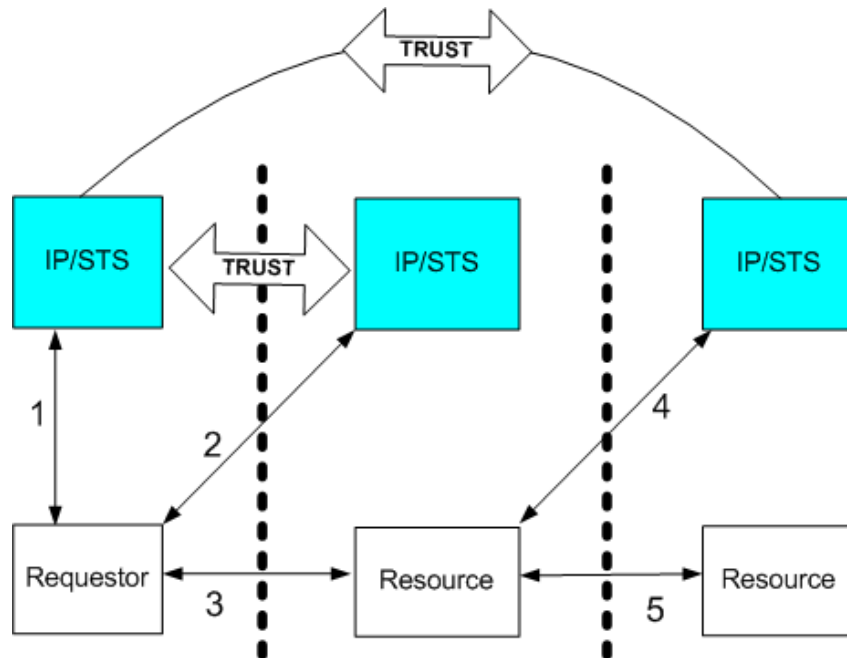 TRUST
IP/STS
TRUST
IP/STS
IP/STS
1
2
4
Requestor
3
Resource
5
Resource